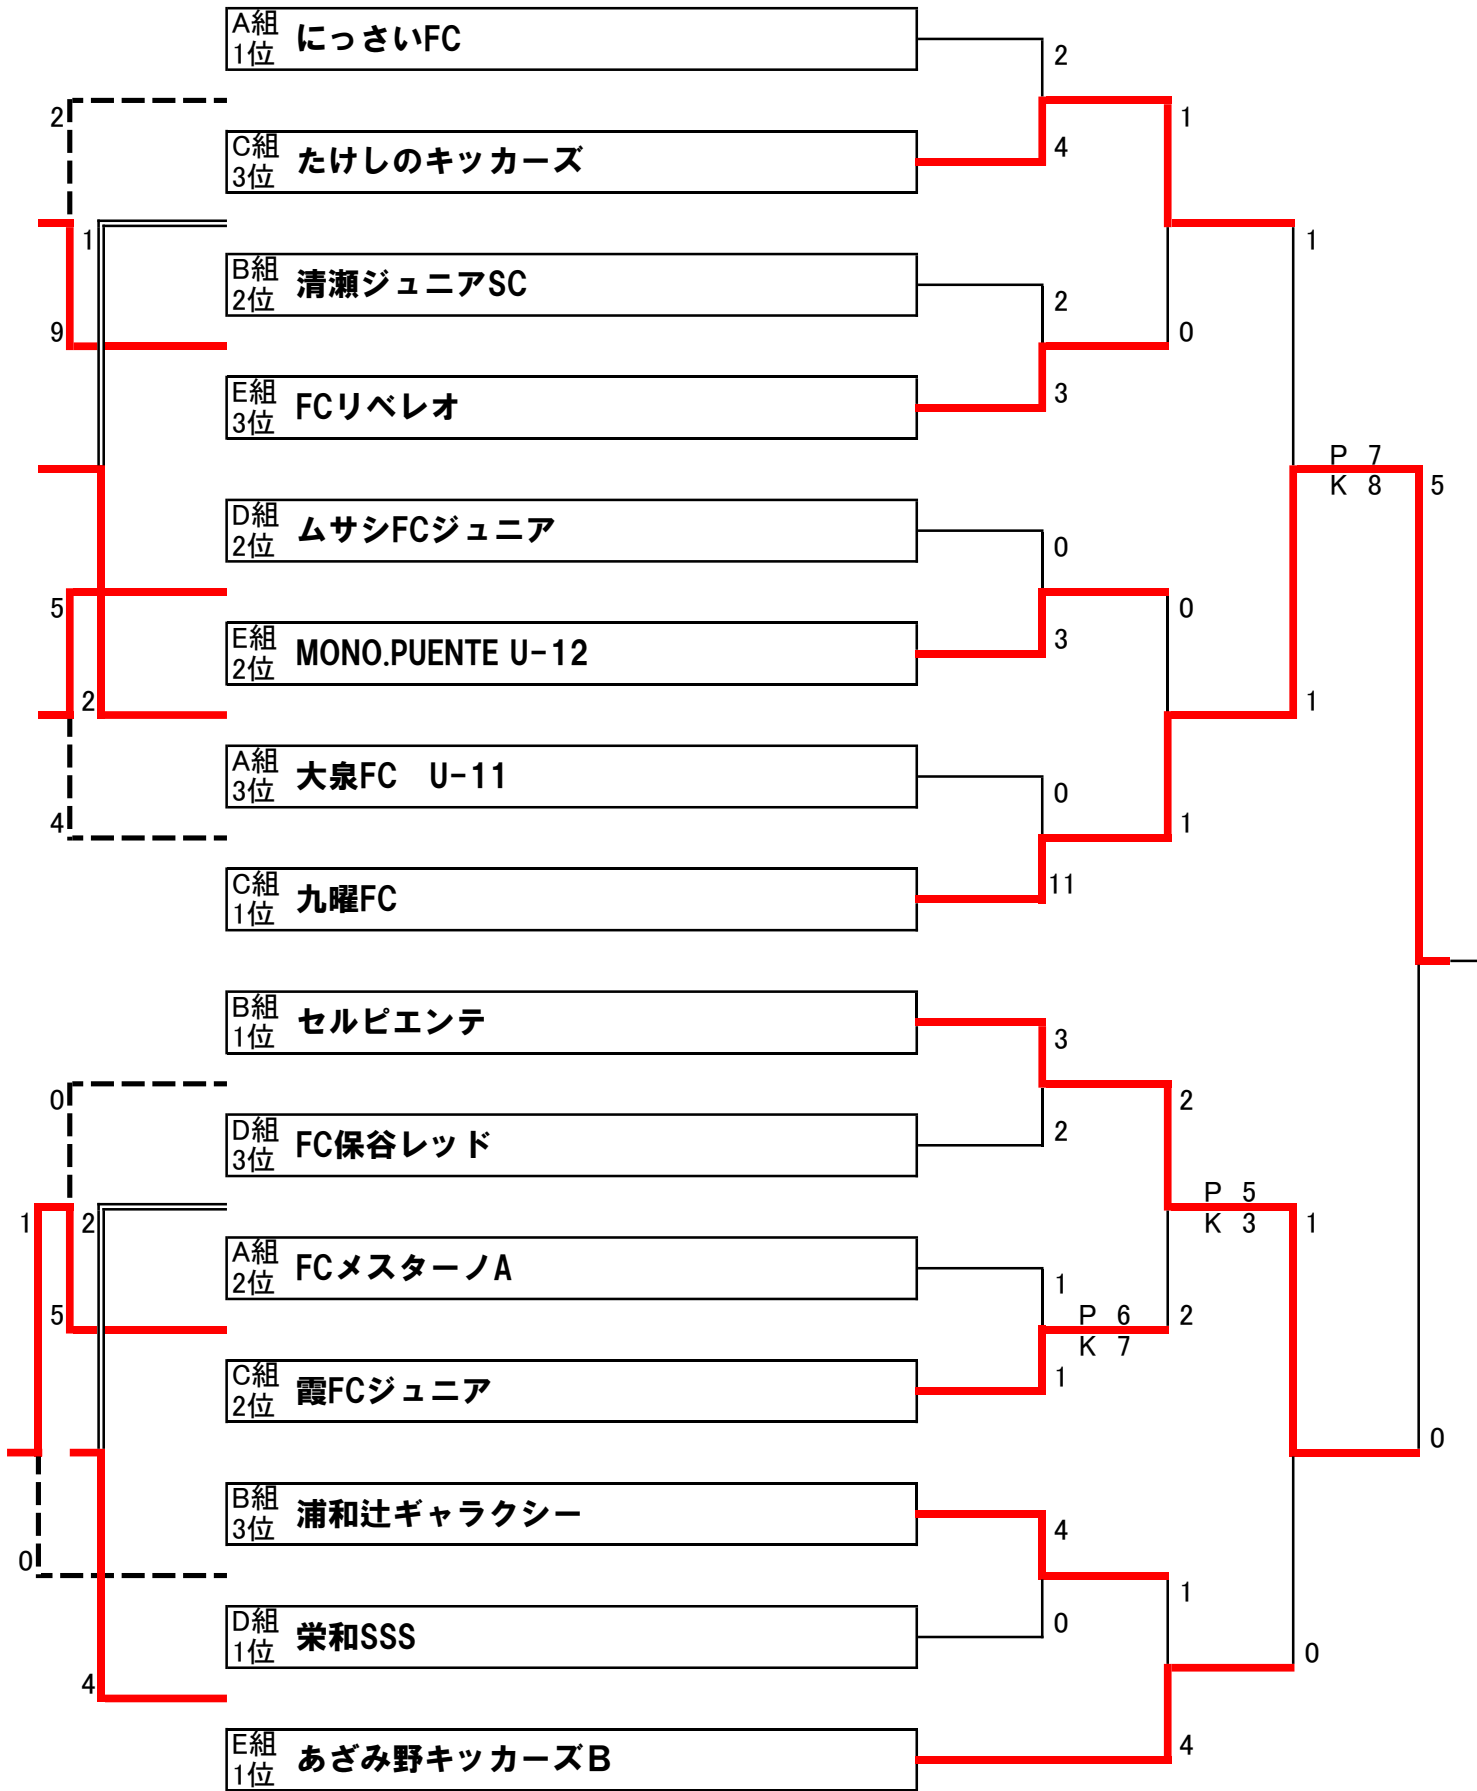 A組
1位
にっさいFC
2
2
1
C組
3位
たけしのキッカーズ
4
1
1
B組
2位
清瀬ジュニアSC
2
9
0
E組
3位
FCリベレオ
3
P 7
K 8
5
D組
2位
ムサシFCジュニア
0
5
0
E組
2位
MONO.PUENTE U-12
3
2
1
A組
3位
大泉FC　U-11
0
4
1
C組
1位
九曜FC
11
B組
1位
セルピエンテ
3
0
2
D組
3位
FC保谷レッド
2
P 5
K 3
1
2
1
A組
2位
FCメスターノA
1
5
P 6
K 7
2
C組
2位
霞FCジュニア
1
0
B組
3位
浦和辻ギャラクシー
4
0
1
D組
1位
栄和SSS
0
0
4
E組
1位
あざみ野キッカーズB
4